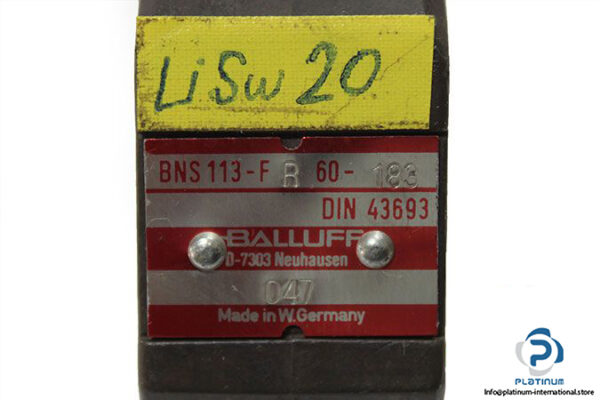 LiSw 20
BNS 113-F R 60-183
DIN 43693
BALLUFF
D-7303 Neuhausen
047
Made in W.Germany
PLATINUM
info@platinum-international.store